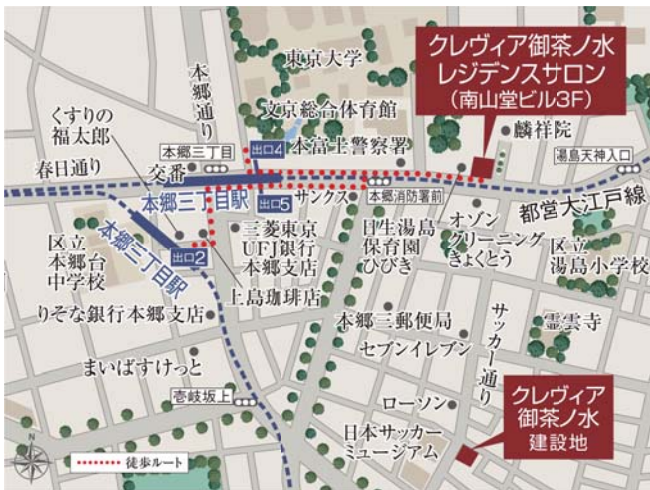 東京大学
クレヴィア御茶ノ水
レジデンスサロン
（南山堂ビル3F）
本郷通り
文京総合体育館
くすりの
福太郎
本郷三丁目
出口4
本富士警察署
麟祥院
春日通り
交番
湯島天神入口
本郷三丁目駅
出口5
サンクス
本郷消防署前
都営大江戸線
本郷三丁目駅
出口2
三菱東京
UFJ銀行
本郷支店
日生湯島
保育園
ひびき
オゾン
グリーニング
きょくとう
区立
湯島小学校
区立
本郷台
中学校
上島珈琲店
りそな銀行本郷支店
本郷三郵便局
セブンイレブン
サッカー通り
霊雲寺
まいばすけっと
壱岐坂上
ローソン
クレヴィア
御茶ノ水
建設地
日本サッカー
ミュージアム
N
徒歩ルート